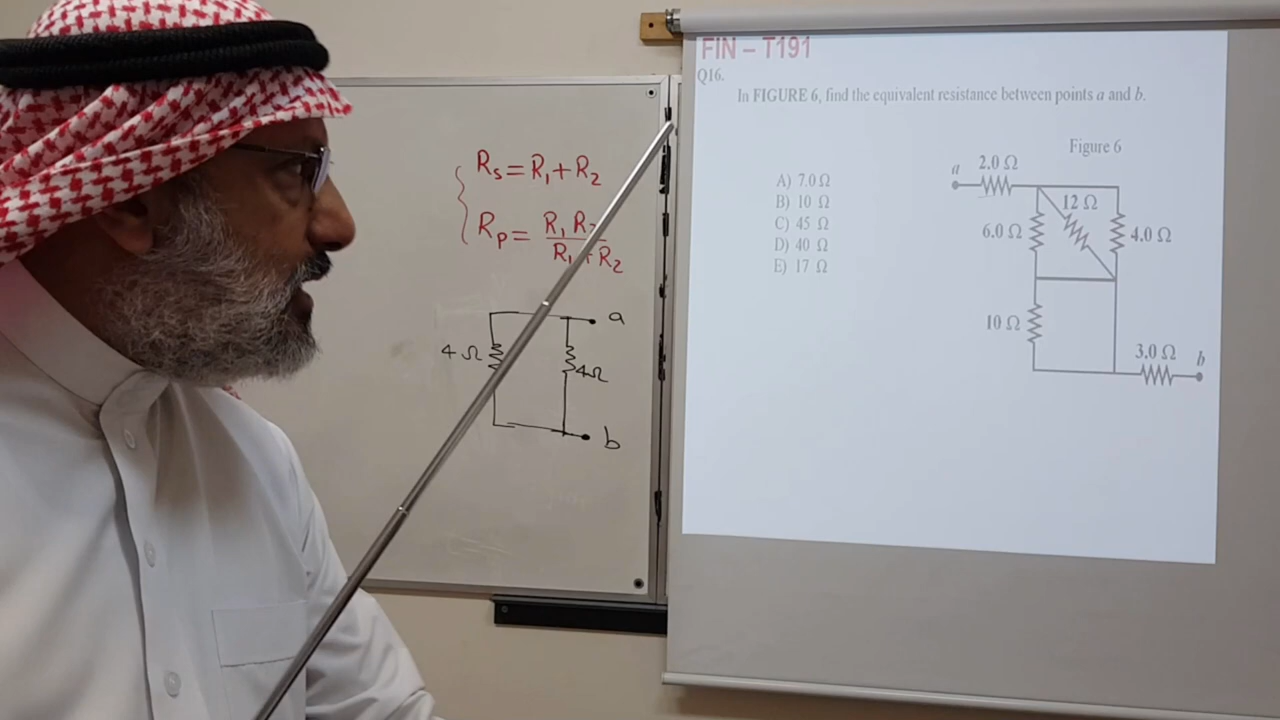 FIN – T191
Q16.
In FIGURE 6, find the equivalent resistance between points a and b.
Figure 6
A) 7.0 Ω
B) 10 Ω
C) 45 Ω
D) 40 Ω
E) 17 Ω
a
2.0 Ω
12 Ω
6.0 Ω
4.0 Ω
10 Ω
3.0 Ω
b
Rs = R1 + R2
Rp = R1 R2
R1 + R2
a
4 Ω
4Ω
b